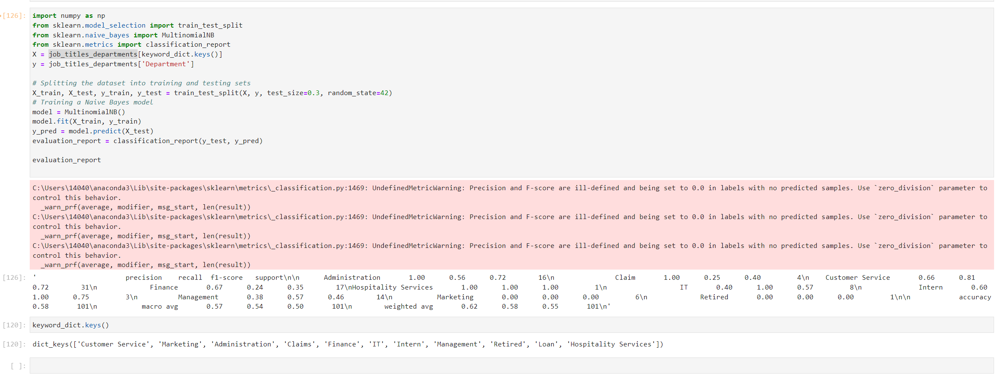 [126]: import numpy as np
from sklearn.model_selection import train_test_split
from sklearn.naive_bayes import MultinomialNB
from sklearn.metrics import classification_report
X = job_titles_departments[keyword_dict.keys()]
y = job_titles_departments['Department']
# Splitting the dataset into training and testing sets
X_train, X_test, y_train, y_test = train_test_split(X, y, test_size=0.3, random_state=42)
# Training a Naive Bayes model
model = MultinomialNB()
model.fit(X_train, y_train)
y_pred = model.predict(X_test)
evaluation_report = classification_report(y_test, y_pred)
evaluation_report
C:\Users\14040\anaconda3\Lib\site-packages\sklearn\metrics\_classification.py:1469: UndefinedMetricWarning: Precision and F-score are ill-defined and being set to 0.0 in labels with no predicted samples. Use `zero_division` parameter to
control this behavior.
_warn_prf(average, modifier, msg_start, len(result))
C:\Users\14040\anaconda3\Lib\site-packages\sklearn\metrics\_classification.py:1469: UndefinedMetricWarning: Precision and F-score are ill-defined and being set to 0.0 in labels with no predicted samples. Use `zero_division` parameter to
control this behavior.
_warn_prf(average, modifier, msg_start, len(result))
C:\Users\14040\anaconda3\Lib\site-packages\sklearn\metrics\_classification.py:1469: UndefinedMetricWarning: Precision and F-score are ill-defined and being set to 0.0 in labels with no predicted samples. Use `zero_division` parameter to
control this behavior.
_warn_prf(average, modifier, msg_start, len(result))
[126]: ' precision recall f1-score support\n\n Administration 1.00 0.56 0.72 16\n Claim 1.00 0.25 0.40 4\n Customer Service 0.66 0.81
0.72 31\n Finance 0.67 0.24 0.35 17\nHospitality Services 1.00 1.00 1.00 1\n IT 0.40 1.00 0.57 8\n Intern 0.60
1.00 0.75 3\n Management 0.38 0.57 0.46 14\n Marketing 0.00 0.00 0.00 6\n Retired 0.00 0.00 0.00 1\n\n accuracy
0.58 101\n macro avg 0.57 0.54 0.50 101\n weighted avg 0.62 0.58 0.55 101\n'
[120]: keyword_dict.keys()
[120]: dict_keys(['Customer Service', 'Marketing', 'Administration', 'Claims', 'Finance', 'IT', 'Intern', 'Management', 'Retired', 'Loan', 'Hospitality Services'])
[ ]: